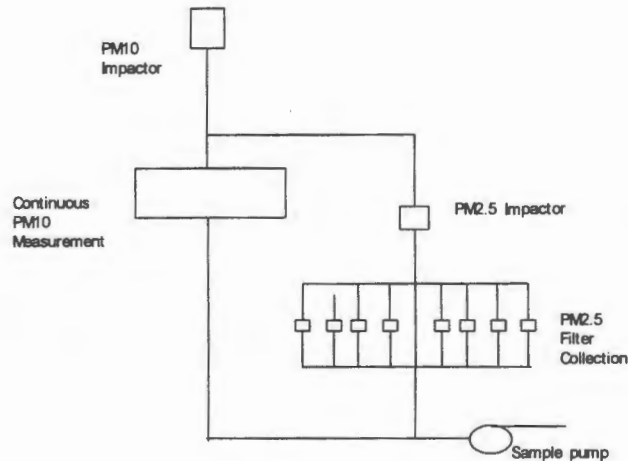 PM10
Impactor
Continuous
PM10
Measurement
PM2.5 Impactor
PM2.5
Filter
Collection
Sample pump